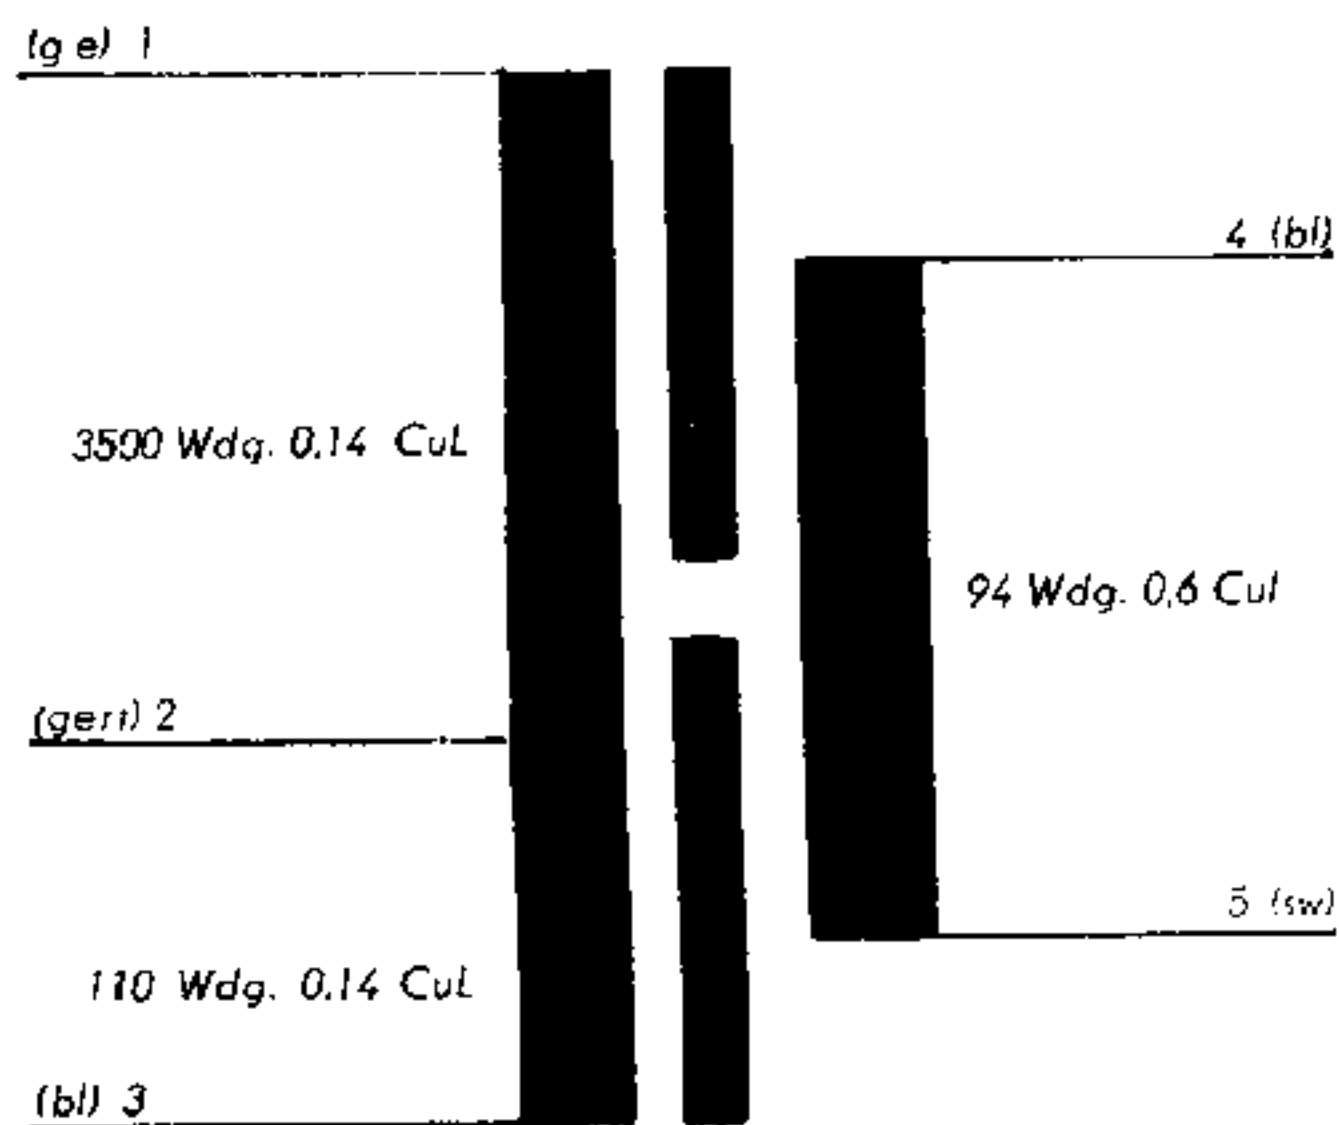 (ge) 1
4 (bl)
3500 Wdg. 0,14 CuL
94 Wdg. 0,6 CuL
2
5 (sw)
110 Wdg. 0,14 CuL
(bl) 3